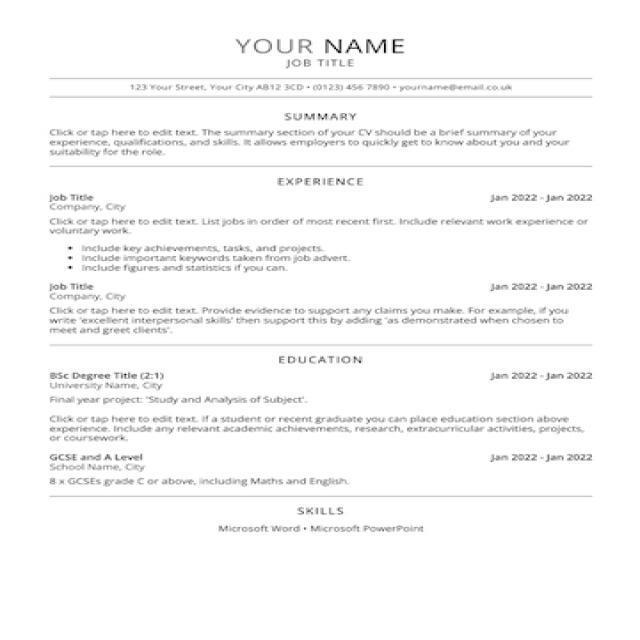 YOUR NAME
JOB TITLE
123 Your Street, Your City AB12 3CD • (0123) 456 7890 • yourname@email.co.uk
SUMMARY
Click or tap here to edit text. The summary section of your CV should be a brief summary of your
experience, qualifications, and skills. It allows employers to quickly get to know about you and your
suitability for the role.
EXPERIENCE
Job Title Jan 2022 - Jan 2022
Company, City
Click or tap here to edit text. List jobs in order of most recent first. Include relevant work experience or
voluntary work.
• Include key achievements, tasks, and projects.
• Include important keywords taken from job advert.
• Include figures and statistics if you can.
Job Title Jan 2022 - Jan 2022
Company, City
Click or tap here to edit text. Provide evidence to support any claims you make. For example, if you
write 'excellent interpersonal skills' then support this by adding 'as demonstrated when chosen to
meet and greet clients'.
EDUCATION
BSc Degree Title (2:1) Jan 2022 - Jan 2022
University Name, City
Final year project: 'Study and Analysis of Subject'.
Click or tap here to edit text. If a student or recent graduate you can place education section above
experience. Include any relevant academic achievements, research, extracurricular activities, projects,
or coursework.
GCSE and A Level Jan 2022 - Jan 2022
School Name, City
8 x GCSEs grade C or above, including Maths and English.
SKILLS
Microsoft Word • Microsoft PowerPoint